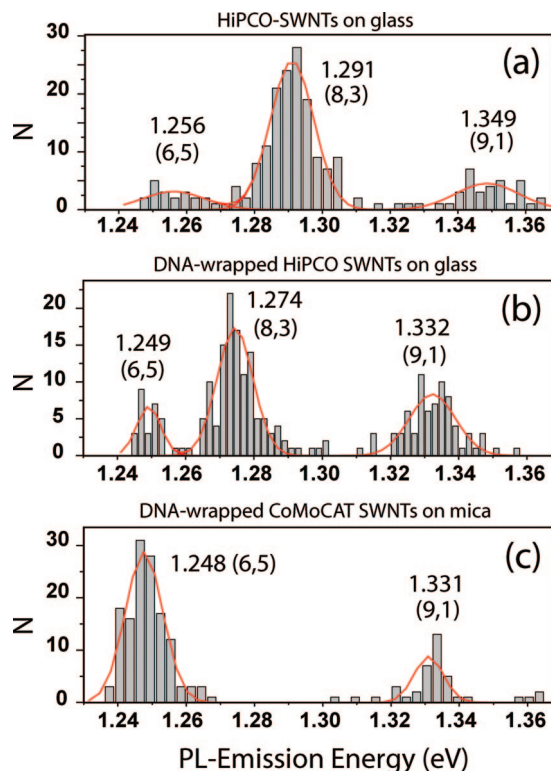 HiPCO-SWNTs on glass
30
20
10
0
N
(a)
1.256
(6,5)
1.291
(8,3)
1.349
(9,1)
1.24 1.26 1.28 1.30 1.32 1.34 1.36
DNA-wrapped HiPCO SWNTs on glass
20
15
10
5
0
N
(b)
1.249
(6,5)
1.274
(8,3)
1.332
(9,1)
1.24 1.26 1.28 1.30 1.32 1.34 1.36
DNA-wrapped CoMoCAT SWNTs on mica
30
20
10
0
N
(c)
1.248 (6,5)
1.331
(9,1)
1.24 1.26 1.28 1.30 1.32 1.34 1.36
PL-Emission Energy (eV)